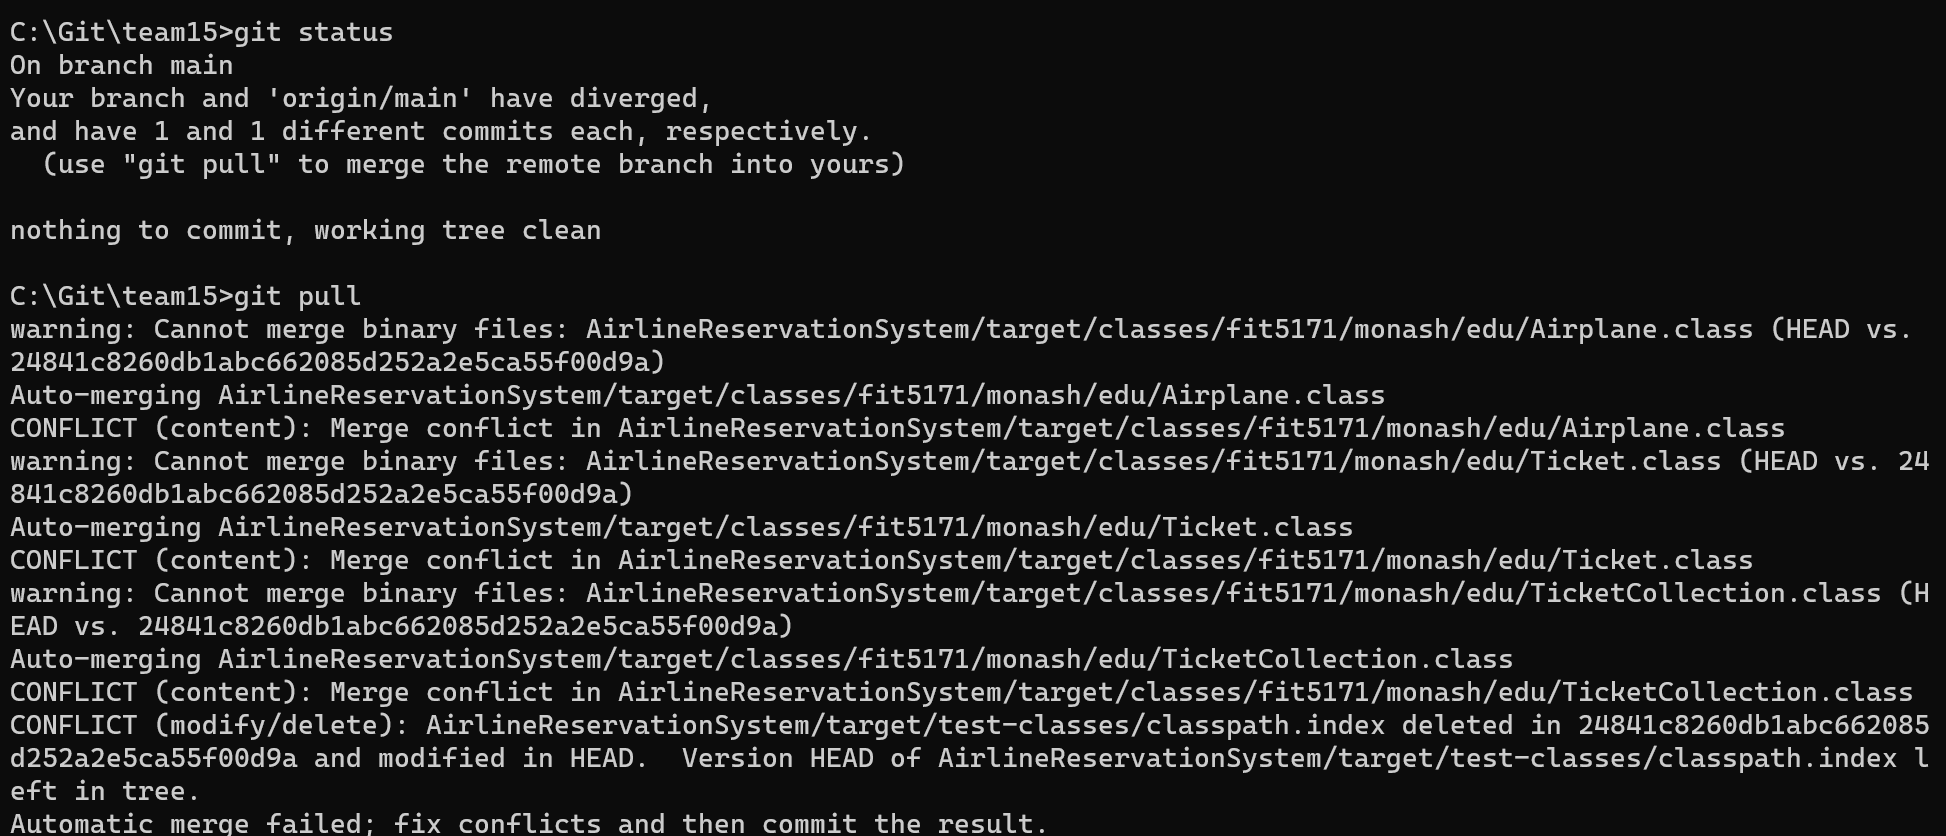 C:\Git\team15>git status
On branch main
Your branch and 'origin/main' have diverged,
and have 1 and 1 different commits each, respectively.
  (use "git pull" to merge the remote branch into yours)

nothing to commit, working tree clean

C:\Git\team15>git pull
warning: Cannot merge binary files: AirlineReservationSystem/target/classes/fit5171/monash/edu/Airplane.class (HEAD vs.
24841c8260db1abc662085d252a2e5ca55f00d9a)
Auto-merging AirlineReservationSystem/target/classes/fit5171/monash/edu/Airplane.class
CONFLICT (content): Merge conflict in AirlineReservationSystem/target/classes/fit5171/monash/edu/Airplane.class
warning: Cannot merge binary files: AirlineReservationSystem/target/classes/fit5171/monash/edu/Ticket.class (HEAD vs. 24
841c8260db1abc662085d252a2e5ca55f00d9a)
Auto-merging AirlineReservationSystem/target/classes/fit5171/monash/edu/Ticket.class
CONFLICT (content): Merge conflict in AirlineReservationSystem/target/classes/fit5171/monash/edu/Ticket.class
warning: Cannot merge binary files: AirlineReservationSystem/target/classes/fit5171/monash/edu/TicketCollection.class (H
EAD vs. 24841c8260db1abc662085d252a2e5ca55f00d9a)
Auto-merging AirlineReservationSystem/target/classes/fit5171/monash/edu/TicketCollection.class
CONFLICT (content): Merge conflict in AirlineReservationSystem/target/classes/fit5171/monash/edu/TicketCollection.class
CONFLICT (modify/delete): AirlineReservationSystem/target/test-classes/classpath.index deleted in 24841c8260db1abc662085
d252a2e5ca55f00d9a and modified in HEAD.  Version HEAD of AirlineReservationSystem/target/test-classes/classpath.index l
eft in tree.
Automatic merge failed; fix conflicts and then commit the result.